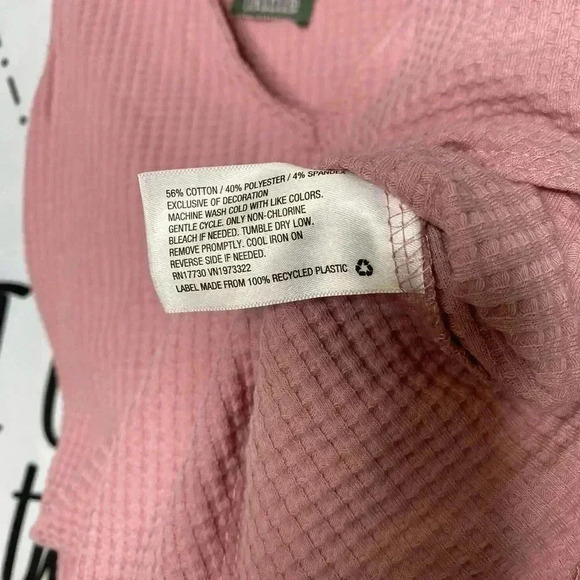 56% COTTON / 40% POLYESTER / 4% SPANDEX
EXCLUSIVE OF DECORATION
MACHINE WASH COLD WITH LIKE COLORS.
GENTLE CYCLE. ONLY NON-CHLORINE
BLEACH IF NEEDED. TUMBLE DRY LOW.
REMOVE PROMPTLY. COOL IRON ON
REVERSE SIDE IF NEEDED.
RN17730 VN1973322
LABEL MADE FROM 100% RECYCLED PLASTIC